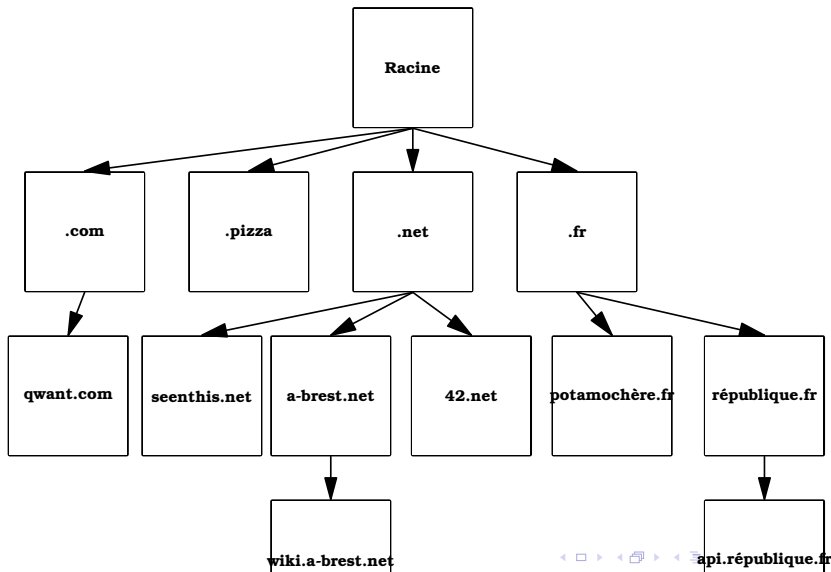 Racine
.com
.pizza
.net
.fr
qwant.com
seenthis.net
a-brest.net
42.net
potamochère.fr
république.fr
wiki.a-brest.net
api.république.fr